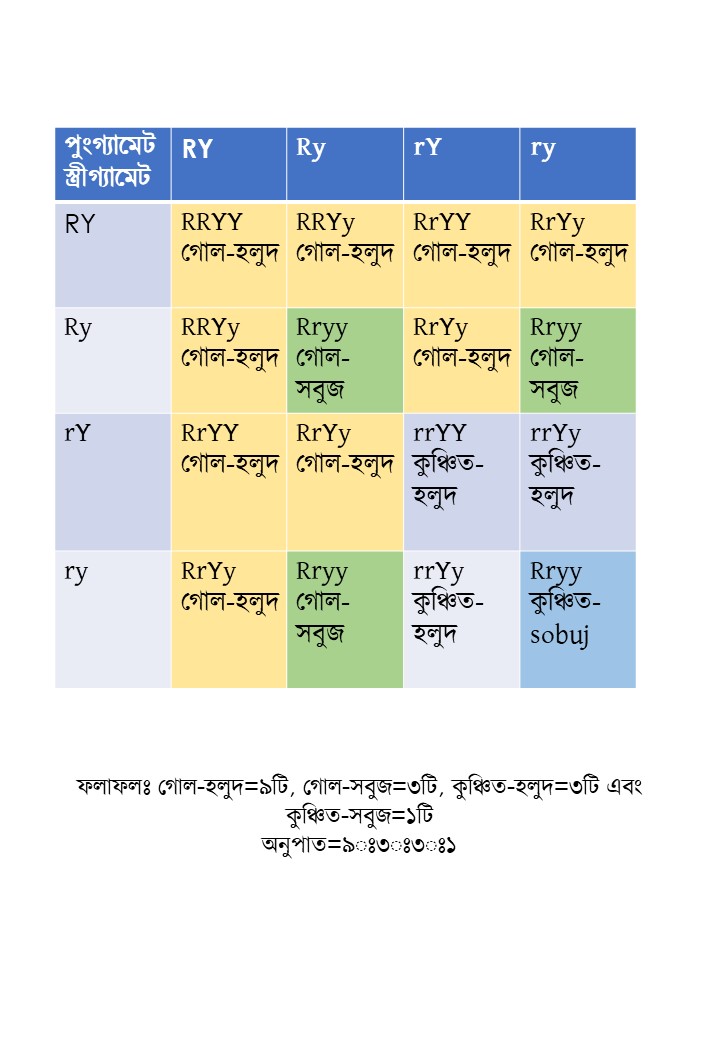 পুংগ্যামেট RY Ry rY ry
স্ত্রীগ্যামেট
RY RRYY RRYy RrYY RrYy
গোল-হলুদ গোল-হলুদ গোল-হলুদ গোল-হলুদ
Ry RRYy Rryy RrYy Rryy
গোল-হলুদ গোল- গোল-হলুদ গোল-
সবুজ সবুজ
rY RrYY RrYy rrYY rrYy
গোল-হলুদ গোল-হলুদ কুঞ্চিত- কুঞ্চিত-
হলুদ হলুদ
ry RrYy Rryy rrYy Rryy
গোল-হলুদ গোল- কুঞ্চিত- কুঞ্চিত-
সবুজ হলুদ sobuj
ফলাফলঃ গোল-হলুদ=৯টি, গোল-সবুজ=৩টি, কুঞ্চিত-হলুদ=৩টি এবং
কুঞ্চিত-সবুজ=১টি
অনুপাত=৯ঃ৩ঃ৩ঃ১